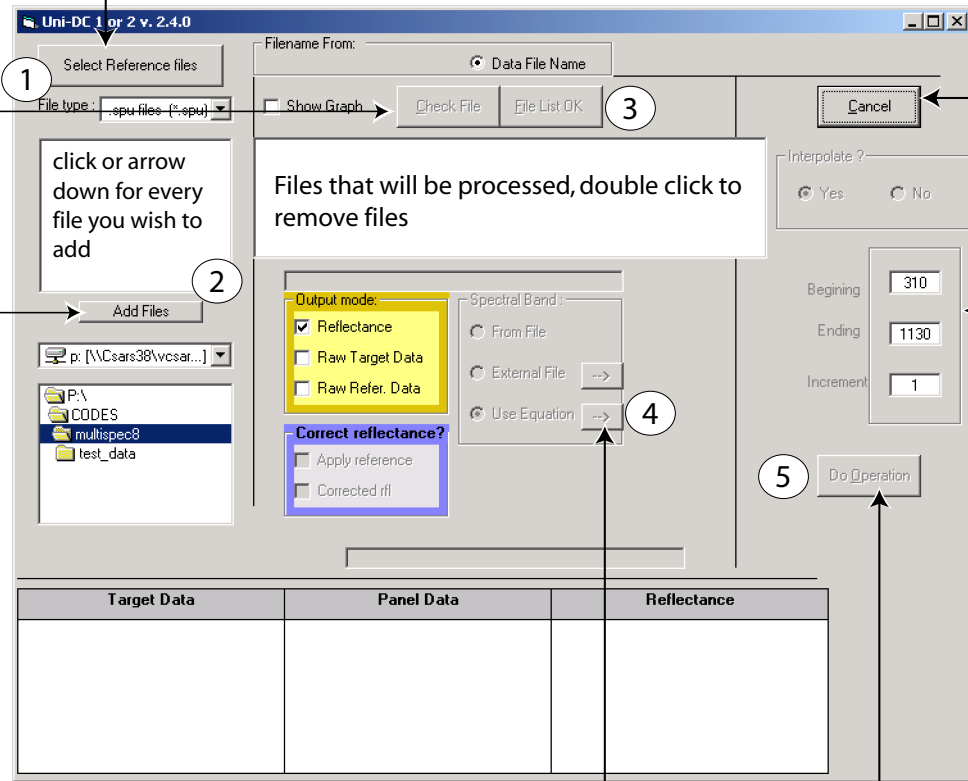 Uni-DC 1 or 2 v. 2.4.0
Select Reference files
Filename From:
Data File Name
1
File type :
.spu files (*.spu)
Show Graph
Check File
File List OK
3
Cancel
click or arrow
down for every
file you wish to
add
Files that will be processed, double click to
remove files
Interpolate ?
Yes
No
2
Add Files
p: [\\Csars38\vcsar...]
P:\
CODES
multispec8
test_data
Output mode:
Reflectance
Raw Target Data
Raw Refer. Data
Spectral Band :
From File
External File
-->
Use Equation
-->
4
Correct reflectance?
Apply reference
Corrected rfl
Begining
310
Ending
1130
Increment
1
5
Do Operation
Target Data
Panel Data
Reflectance